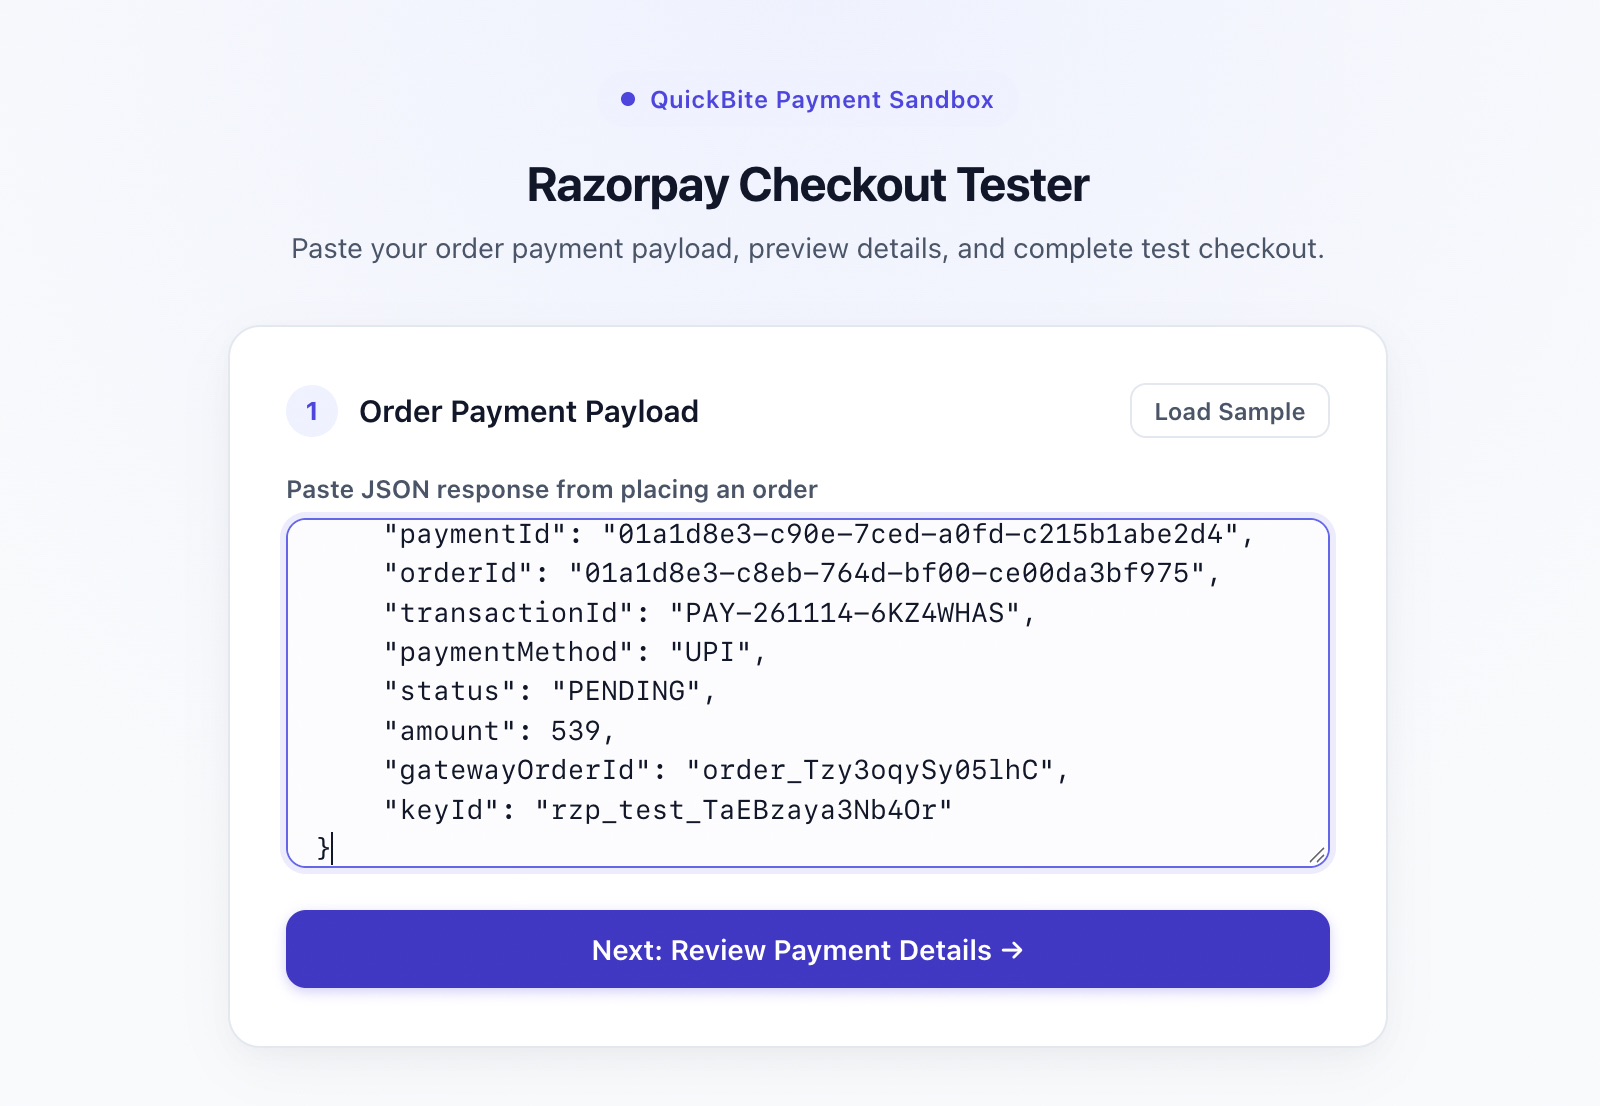 QuickBite Payment Sandbox
Razorpay Checkout Tester
Paste your order payment payload, preview details, and complete test checkout.
1 Order Payment Payload
Load Sample
Paste JSON response from placing an order
"paymentId": "01a1d8e3-c90e-7ced-a0fd-c215b1abe2d4",
"orderId": "01a1d8e3-c8eb-764d-bf00-ce00da3bf975",
"transactionId": "PAY-261114-6KZ4WHAS",
"paymentMethod": "UPI",
"status": "PENDING",
"amount": 539,
"gatewayOrderId": "order_Tzy3oqySy05lhC",
"keyId": "rzp_test_TaEBzaya3Nb4Or"
}
Next: Review Payment Details →